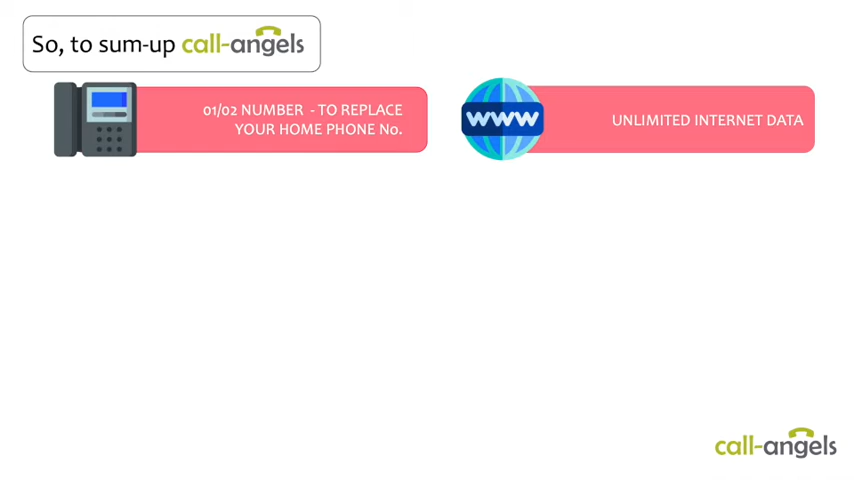 So, to sum-up call-angels
01/02 NUMBER - TO REPLACE
YOUR HOME PHONE No.
www
UNLIMITED INTERNET DATA
call-angels